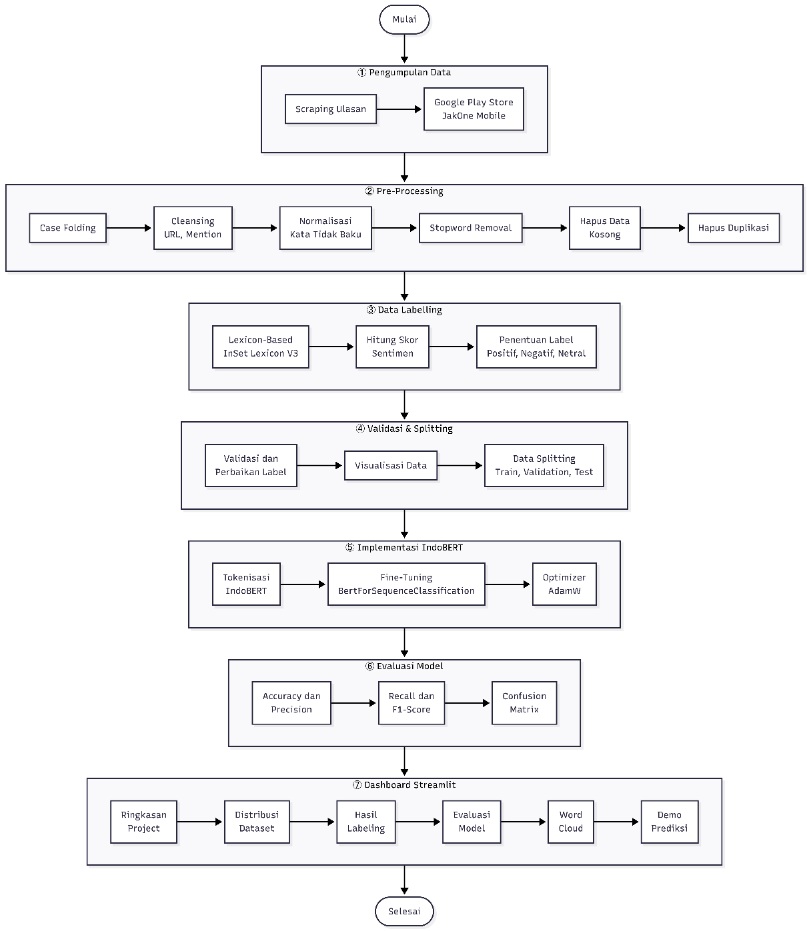 Mulai
① Pengumpulan Data
Scraping Ulasan
Google Play Store
JakOne Mobile
② Pre-Processing
Case Folding
Cleansing
URL, Mention
Normalisasi
Kata Tidak Baku
Stopword Removal
Hapus Data
Kosong
Hapus Duplikasi
③ Data Labelling
Lexicon-Based
InSet Lexicon V3
Hitung Skor
Sentimen
Penentuan Label
Positif, Negatif, Netral
④ Validasi & Splitting
Validasi dan
Perbaikan Label
Visualisasi Data
Data Splitting
Train, Validation, Test
⑤ Implementasi IndoBERT
Tokenisasi
IndoBERT
Fine-Tuning
BertForSequenceClassification
Optimizer
AdamW
⑥ Evaluasi Model
Accuracy dan
Precision
Recall dan
F1-Score
Confusion
Matrix
⑦ Dashboard Streamlit
Ringkasan
Project
Distribusi
Dataset
Hasil
Labeling
Evaluasi
Model
Word
Cloud
Demo
Prediksi
Selesai